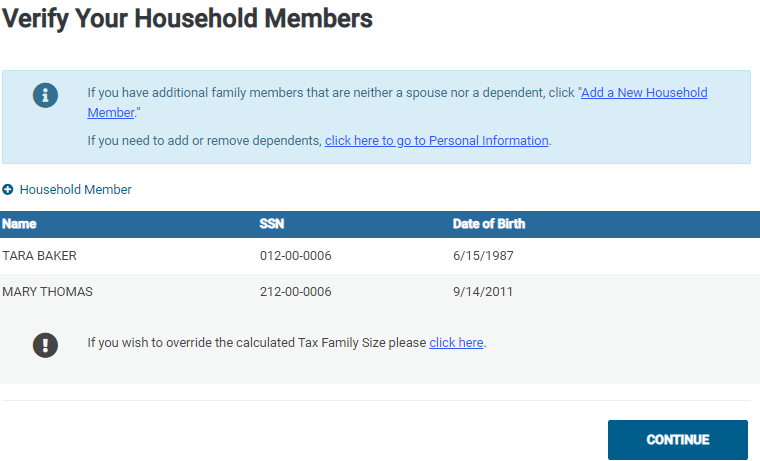 Verify Your Household Members
If you have additional family members that are neither a spouse nor a dependent, click "Add a New Household
Member."
If you need to add or remove dependents, click here to go to Personal Information.
Household Member
Name SSN Date of Birth
TARA BAKER 012-00-0006 6/15/1987
MARY THOMAS 212-00-0006 9/14/2011
If you wish to override the calculated Tax Family Size please click here.
CONTINUE